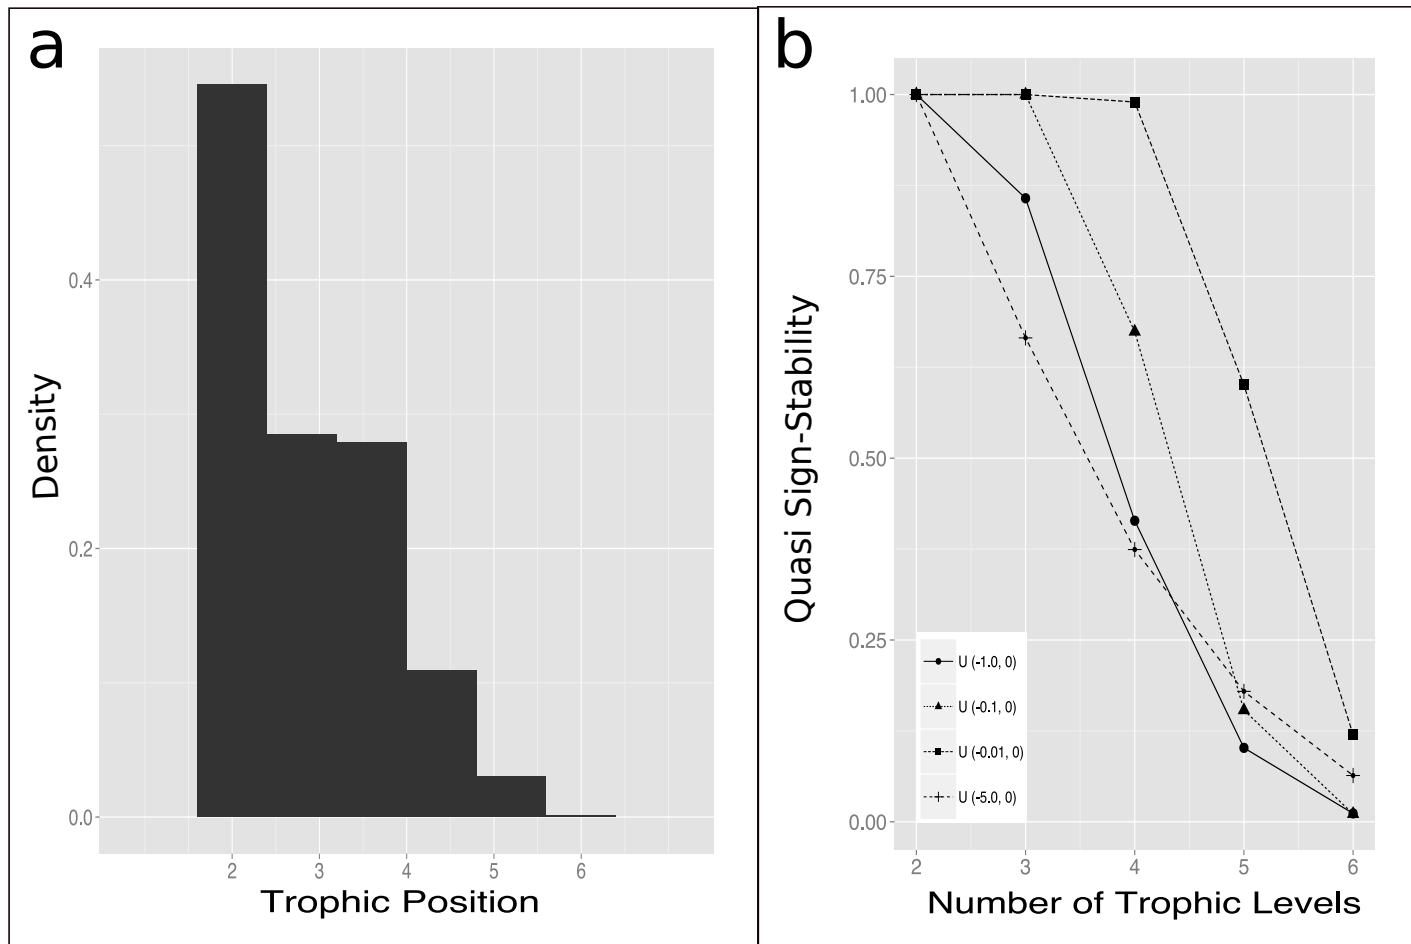 a
Density
0.4
0.2
0.0
2 3 4 5 6
Trophic Position
b
Quasi Sign-Stability
1.00
0.75
0.50
0.25
0.00
U (-1.0, 0)
U (-0.1, 0)
U (-0.01, 0)
U (-5.0, 0)
2 3 4 5 6
Number of Trophic Levels